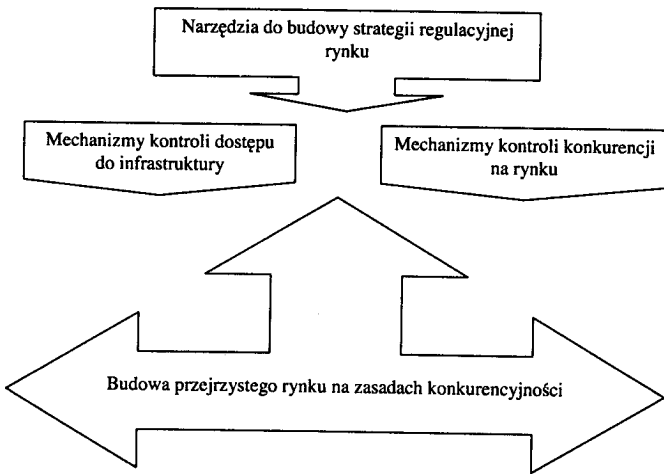 Narzędzia do budowy strategii regulacyjnej
rynku
Mechanizmy kontroli dostępu
do infrastruktury
Mechanizmy kontroli konkurencji
na rynku
Budowa przejrzystego rynku na zasadach konkurencyjności